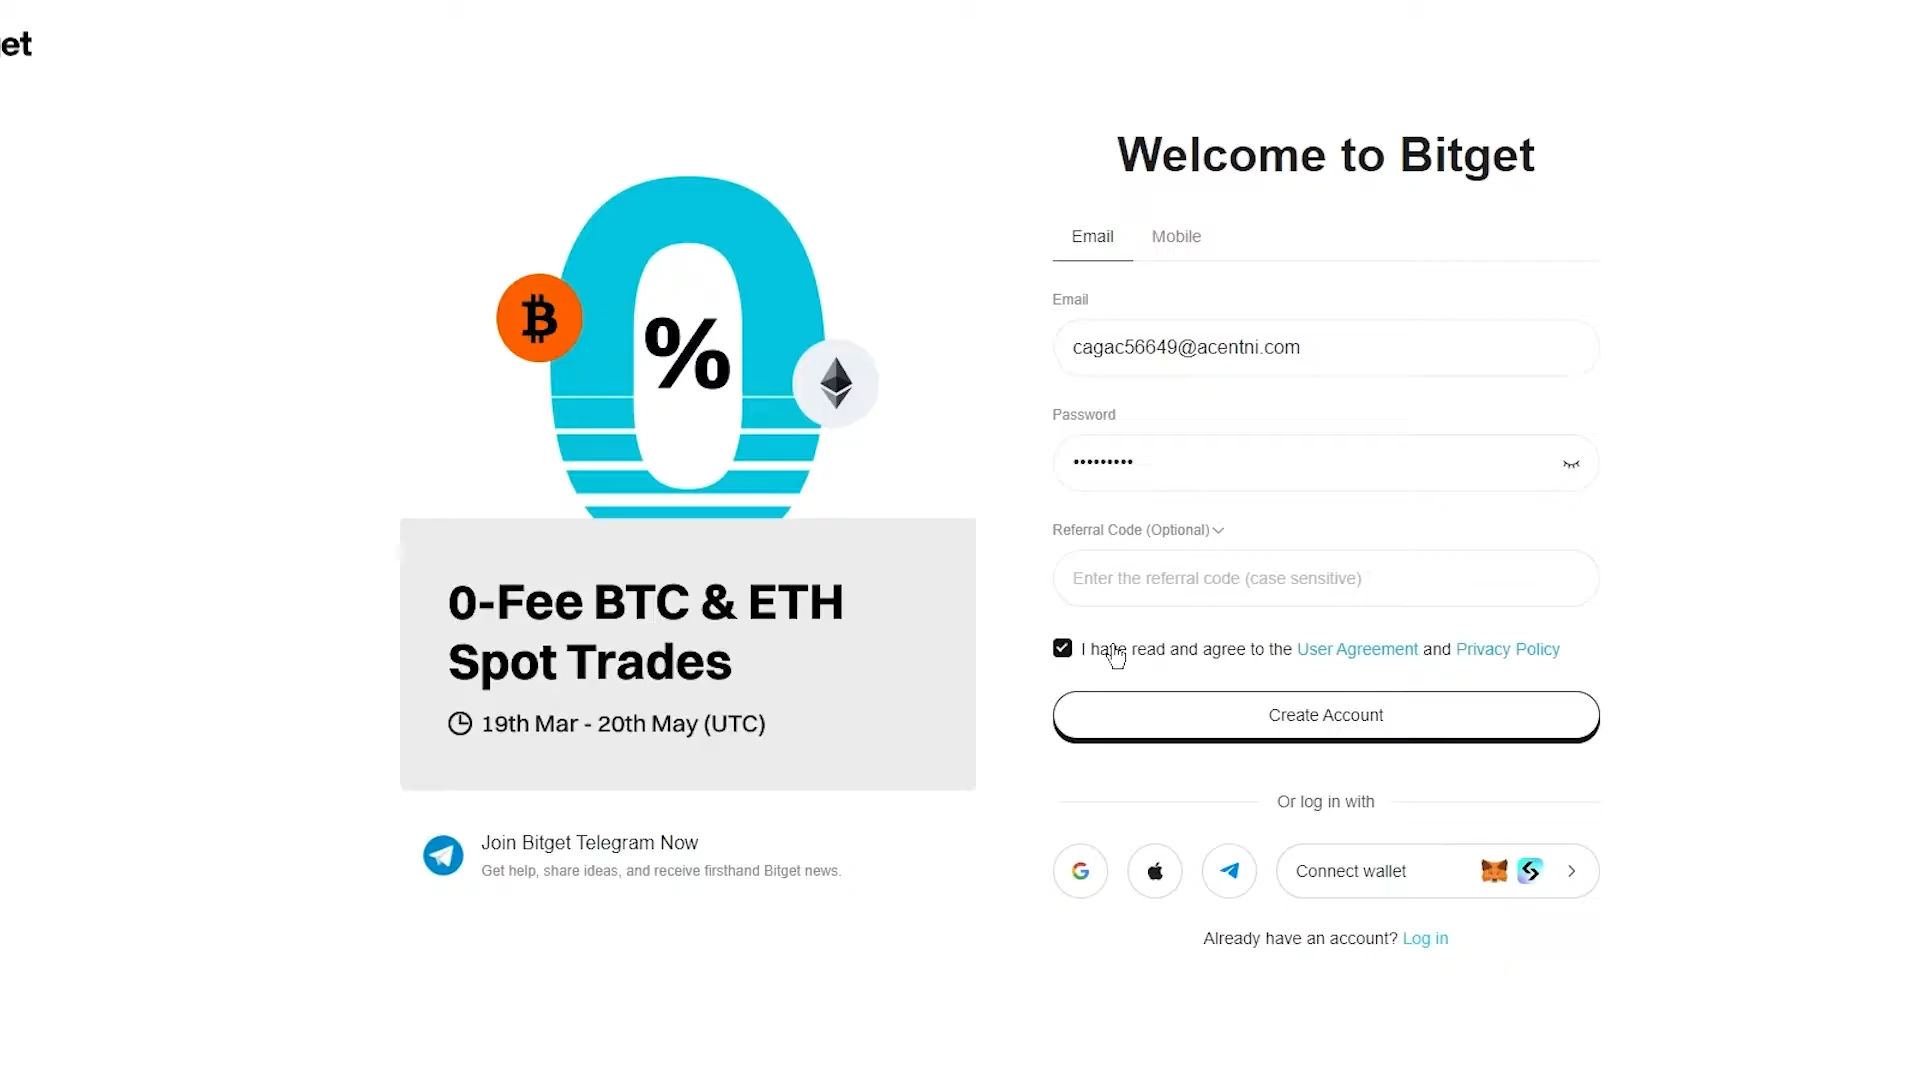 et
%
0-Fee BTC & ETH
Spot Trades
19th Mar - 20th May (UTC)
Join Bitget Telegram Now
Get help, share ideas, and receive firsthand Bitget news.
Welcome to Bitget
Email Mobile
Email
cagac56649@acentni.com
Password
•••••••••
Referral Code (Optional)
Enter the referral code (case sensitive)
I have read and agree to the User Agreement and Privacy Policy
Create Account
Or log in with
Connect wallet
Already have an account? Log in